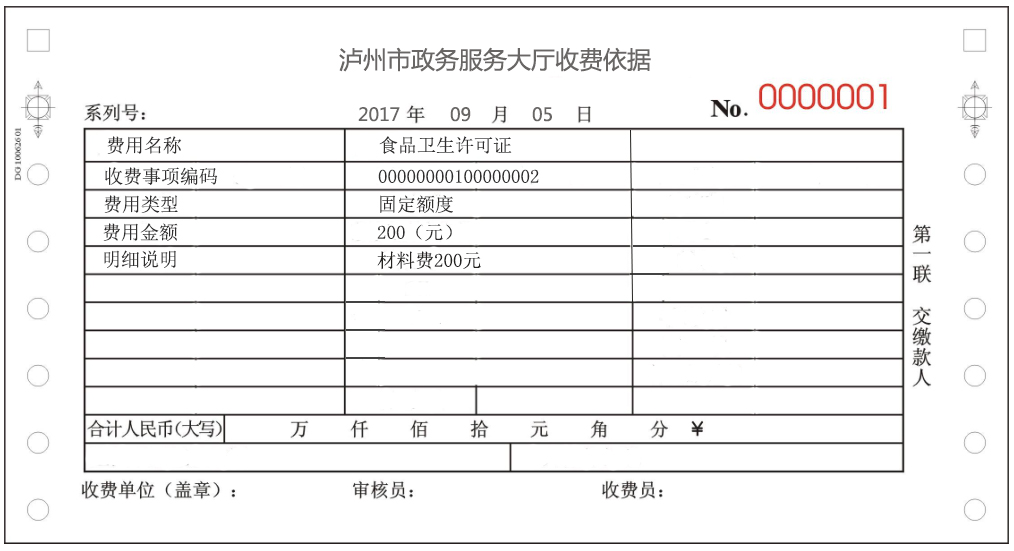 泸州市政务服务大厅收费依据
系列号： 2017 年 09 月 05 日 No. 0000001
DG 100626 01
费用名称 食品卫生许可证
收费事项编码 00000000100000002
费用类型 固定额度
费用金额 200（元）
明细说明 材料费200元
合计人民币(大写) 万 仟 佰 拾 元 角 分 ¥
收费单位（盖章）： 审核员： 收费员：
第一联 交缴款人